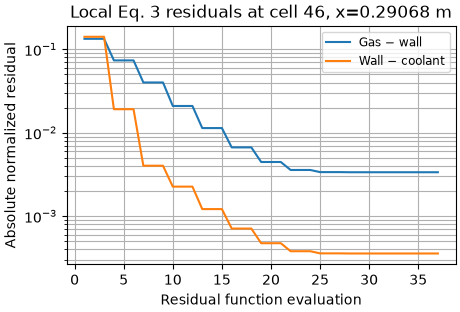 Local Eq. 3 residuals at cell 46, x=0.29068 m
Absolute normalized residual
10⁻¹
10⁻²
10⁻³
Gas − wall
Wall − coolant
0 5 10 15 20 25 30 35
Residual function evaluation